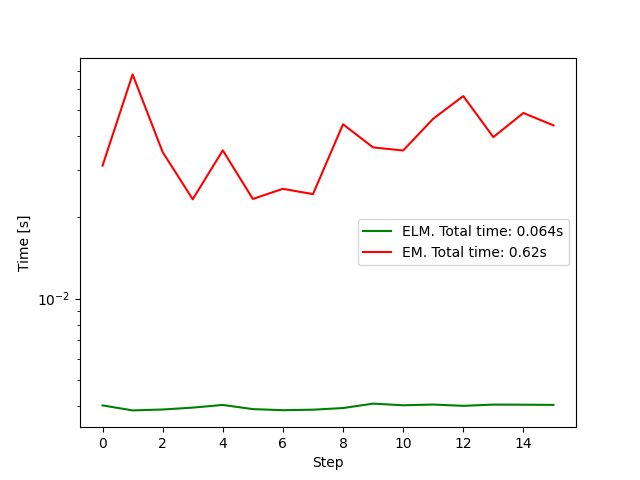 Time [s]
10⁻²
ELM. Total time: 0.064s
EM. Total time: 0.62s
0 2 4 6 8 10 12 14
Step